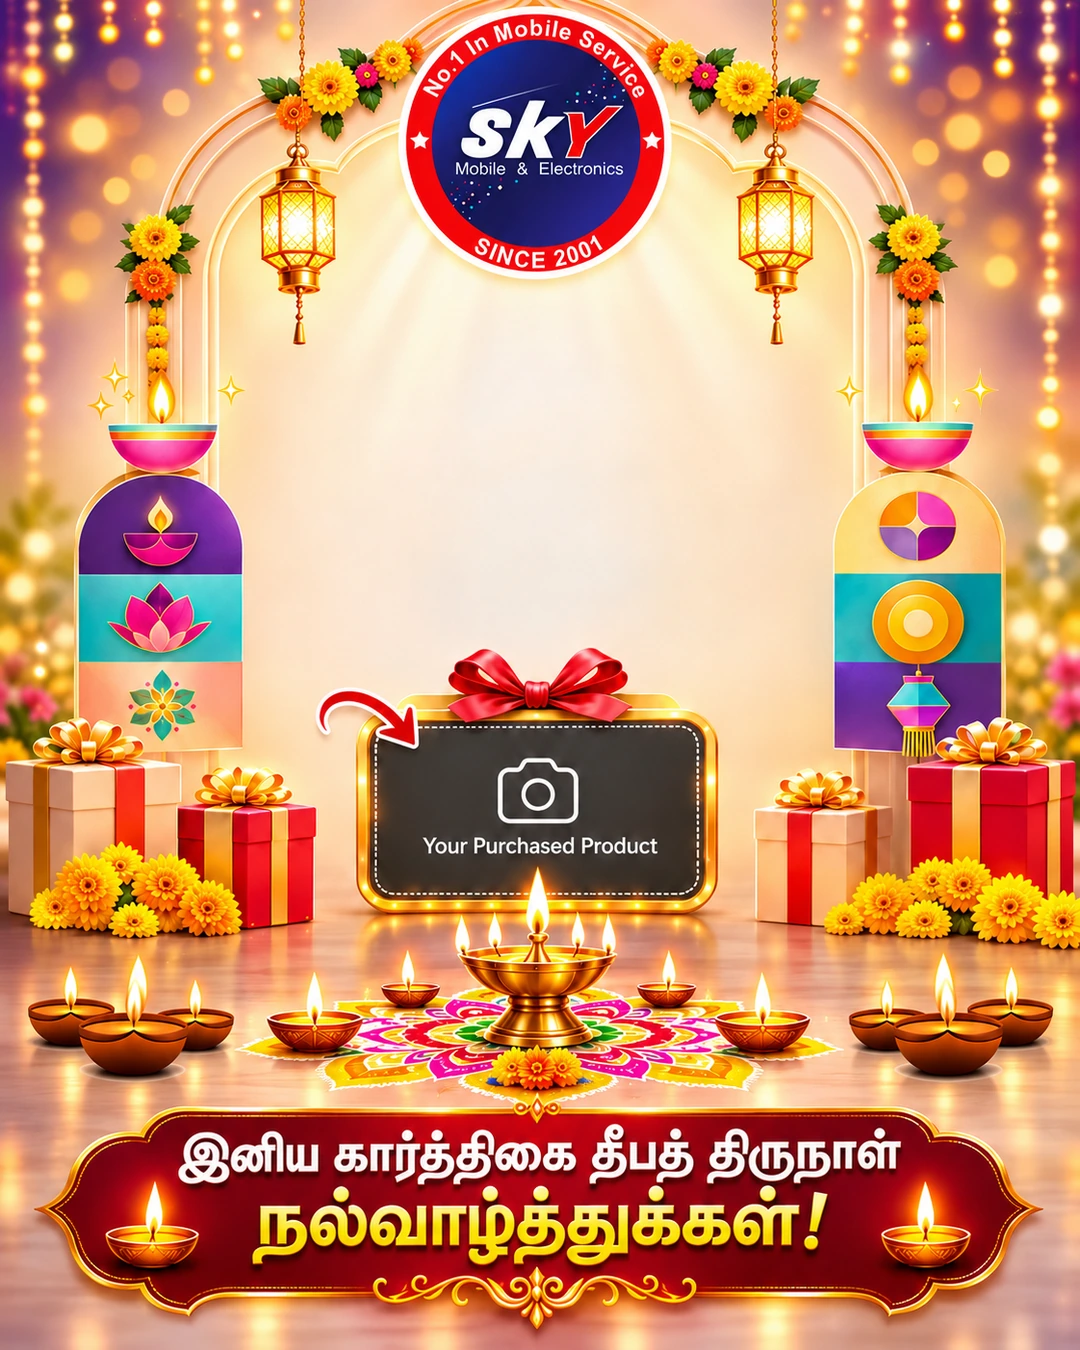 No.1 In Mobile Service
SKY
Mobile & Electronics
SINCE 2001
Your Purchased Product
இனிய கார்த்திகை தீபத் திருநாள்
நல்வாழ்த்துக்கள்!